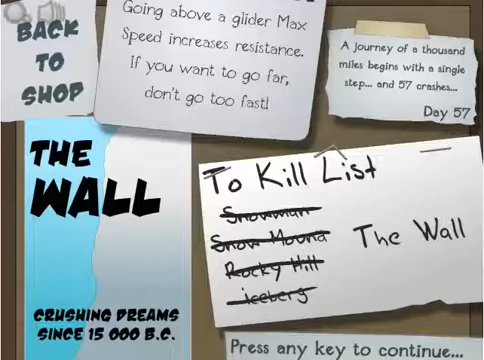 BACK
TO
SHOP
Going above a glider Max
Speed increases resistance.
If you want to go far,
don't go too fast!
A journey of a thousand
miles begins with a single
step... and 57 crashes...
Day 57
THE
WALL
CRUSHING DREAMS
SINCE 15 000 B.C.
To Kill List
Snowman
Snow Mound
Rocky Hill
iceberg
The Wall
Press any key to continue...